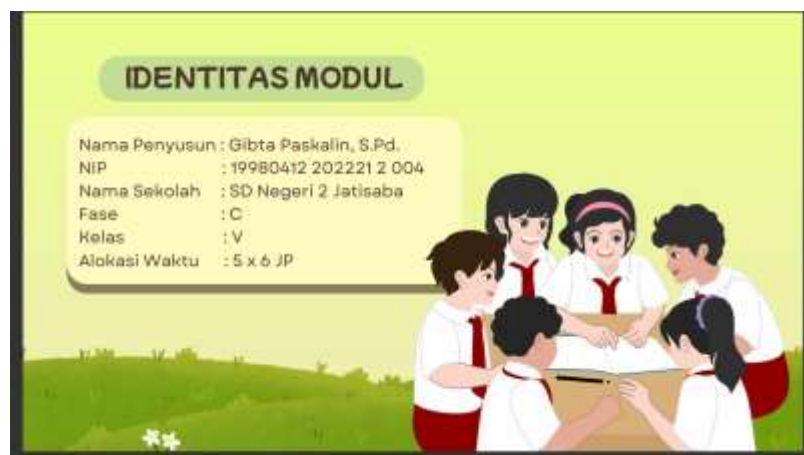 IDENTITAS MODUL
Nama Penyusun : Gibta Paskalin, S.Pd.
NIP : 19980412 202221 2 004
Nama Sekolah : SD Negeri 2 Jatisaba
Fase : C
Kelas : V
Alokasi Waktu : 5 x 6 JP